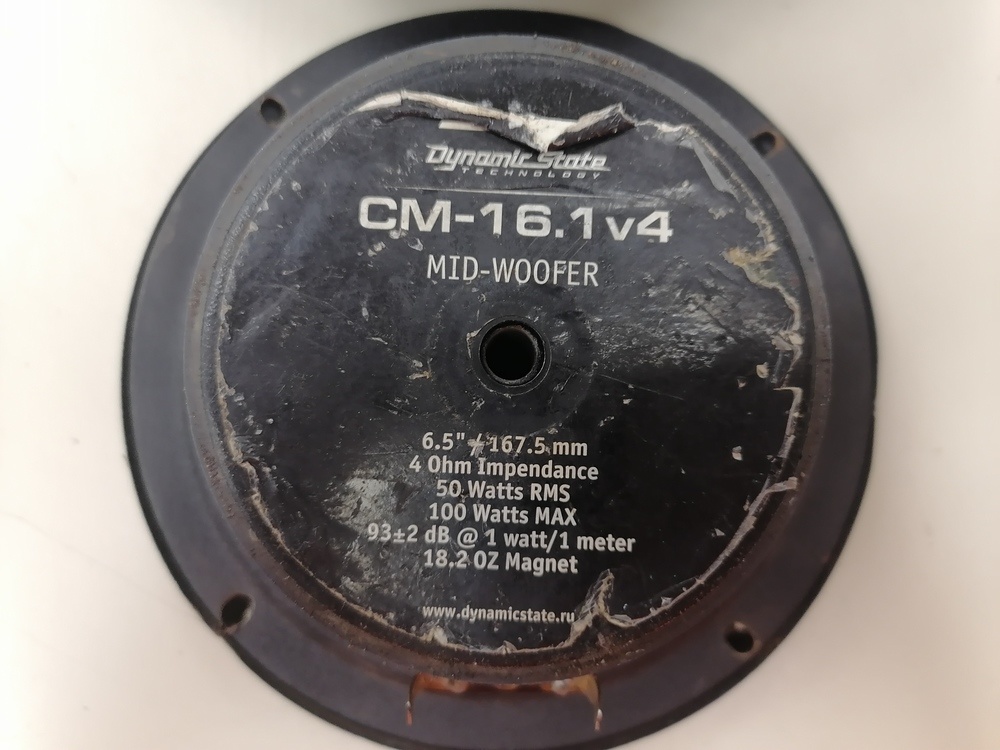 Dynamic State
TECHNOLOGY
CM-16.1v4
MID-WOOFER
6.5" / 167.5 mm
4 Ohm Impendance
50 Watts RMS
100 Watts MAX
93±2 dB @ 1 watt/1 meter
18.2 OZ Magnet
www.dynamicstate.ru